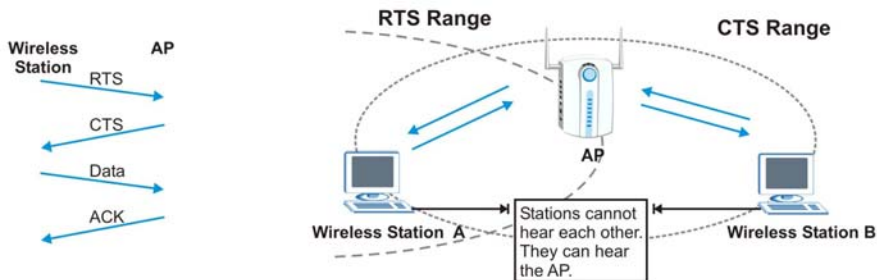 Wireless
Station
AP
RTS
CTS
Data
ACK
RTS Range
CTS Range
AP
Wireless Station A
Stations cannot
hear each other.
They can hear
the AP.
Wireless Station B